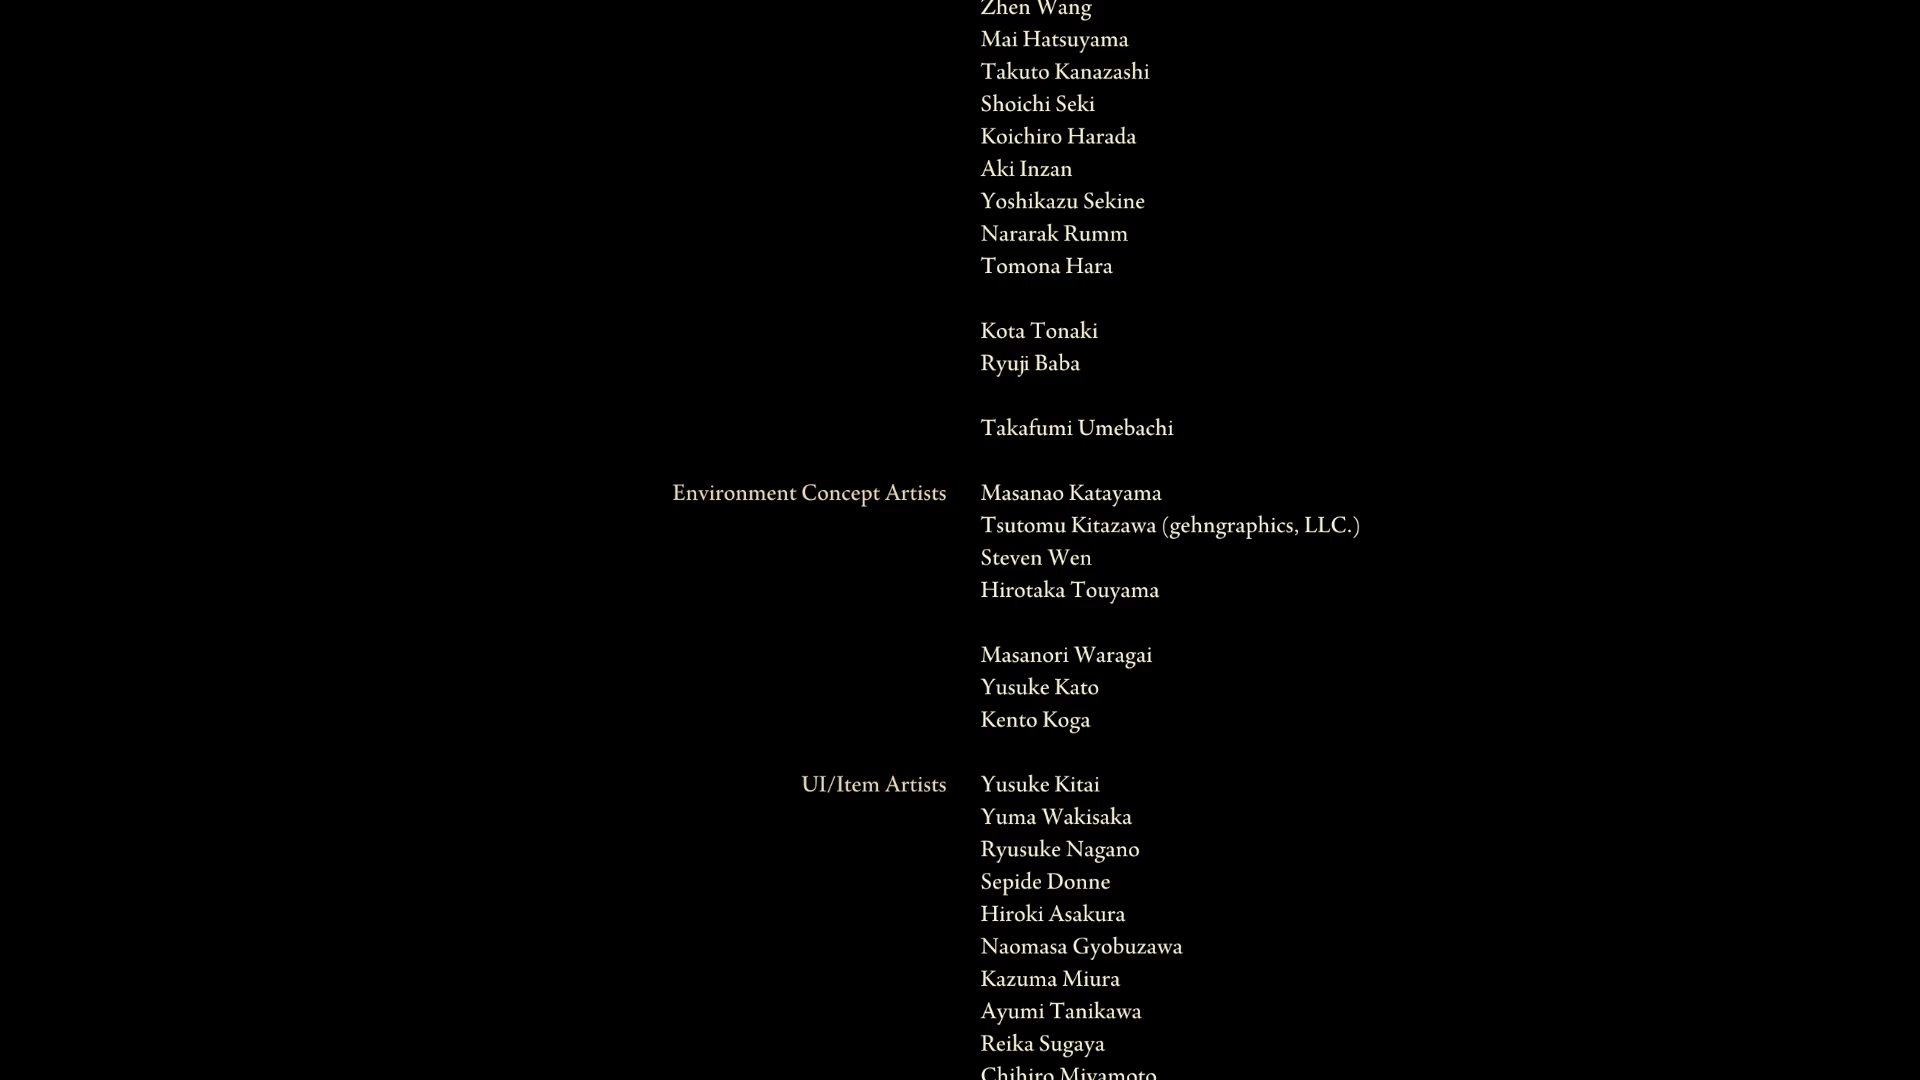 Zhen Wang
Mai Hatsuyama
Takuto Kanazashi
Shoichi Seki
Koichiro Harada
Aki Inzan
Yoshikazu Sekine
Nararak Rumm
Tomona Hara
Kota Tonaki
Ryuji Baba
Takafumi Umebachi
Environment Concept Artists Masanao Katayama
Tsutomu Kitazawa (gehngraphics, LLC.)
Steven Wen
Hirotaka Touyama
Masanori Waragai
Yusuke Kato
Kento Koga
UI/Item Artists Yusuke Kitai
Yuma Wakisaka
Ryusuke Nagano
Sepide Donne
Hiroki Asakura
Naomasa Gyobuzawa
Kazuma Miura
Ayumi Tanikawa
Reika Sugaya
Chihiro Miyamoto